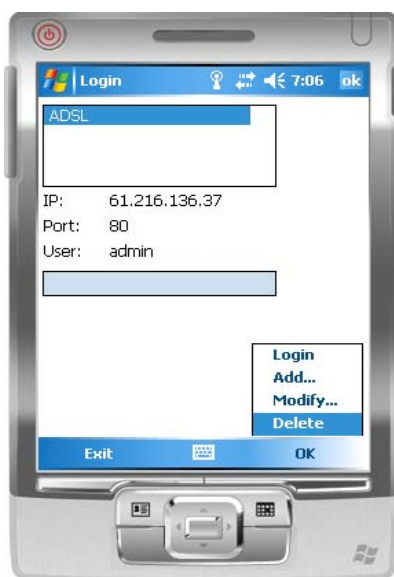 Login 7:06 ok
ADSL
IP: 61.216.136.37
Port: 80
User: admin
Login
Add...
Modify...
Delete
Exit OK